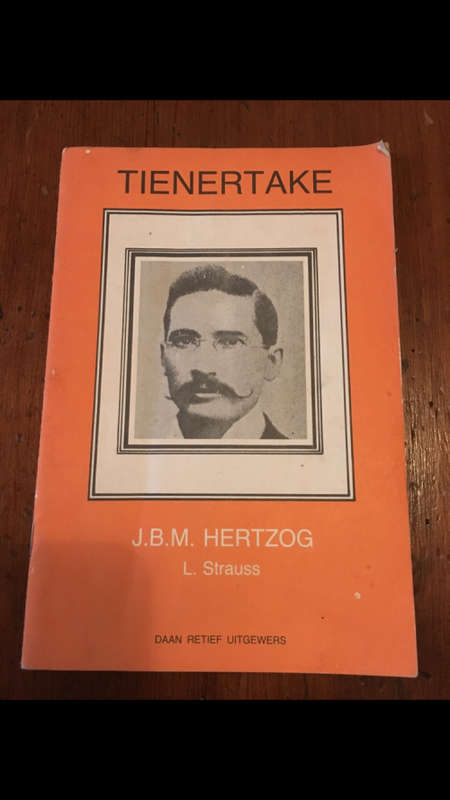 TIENERTAKE
J.B.M. HERTZOG
L. Strauss
DAAN RETIEF UITGEWERS